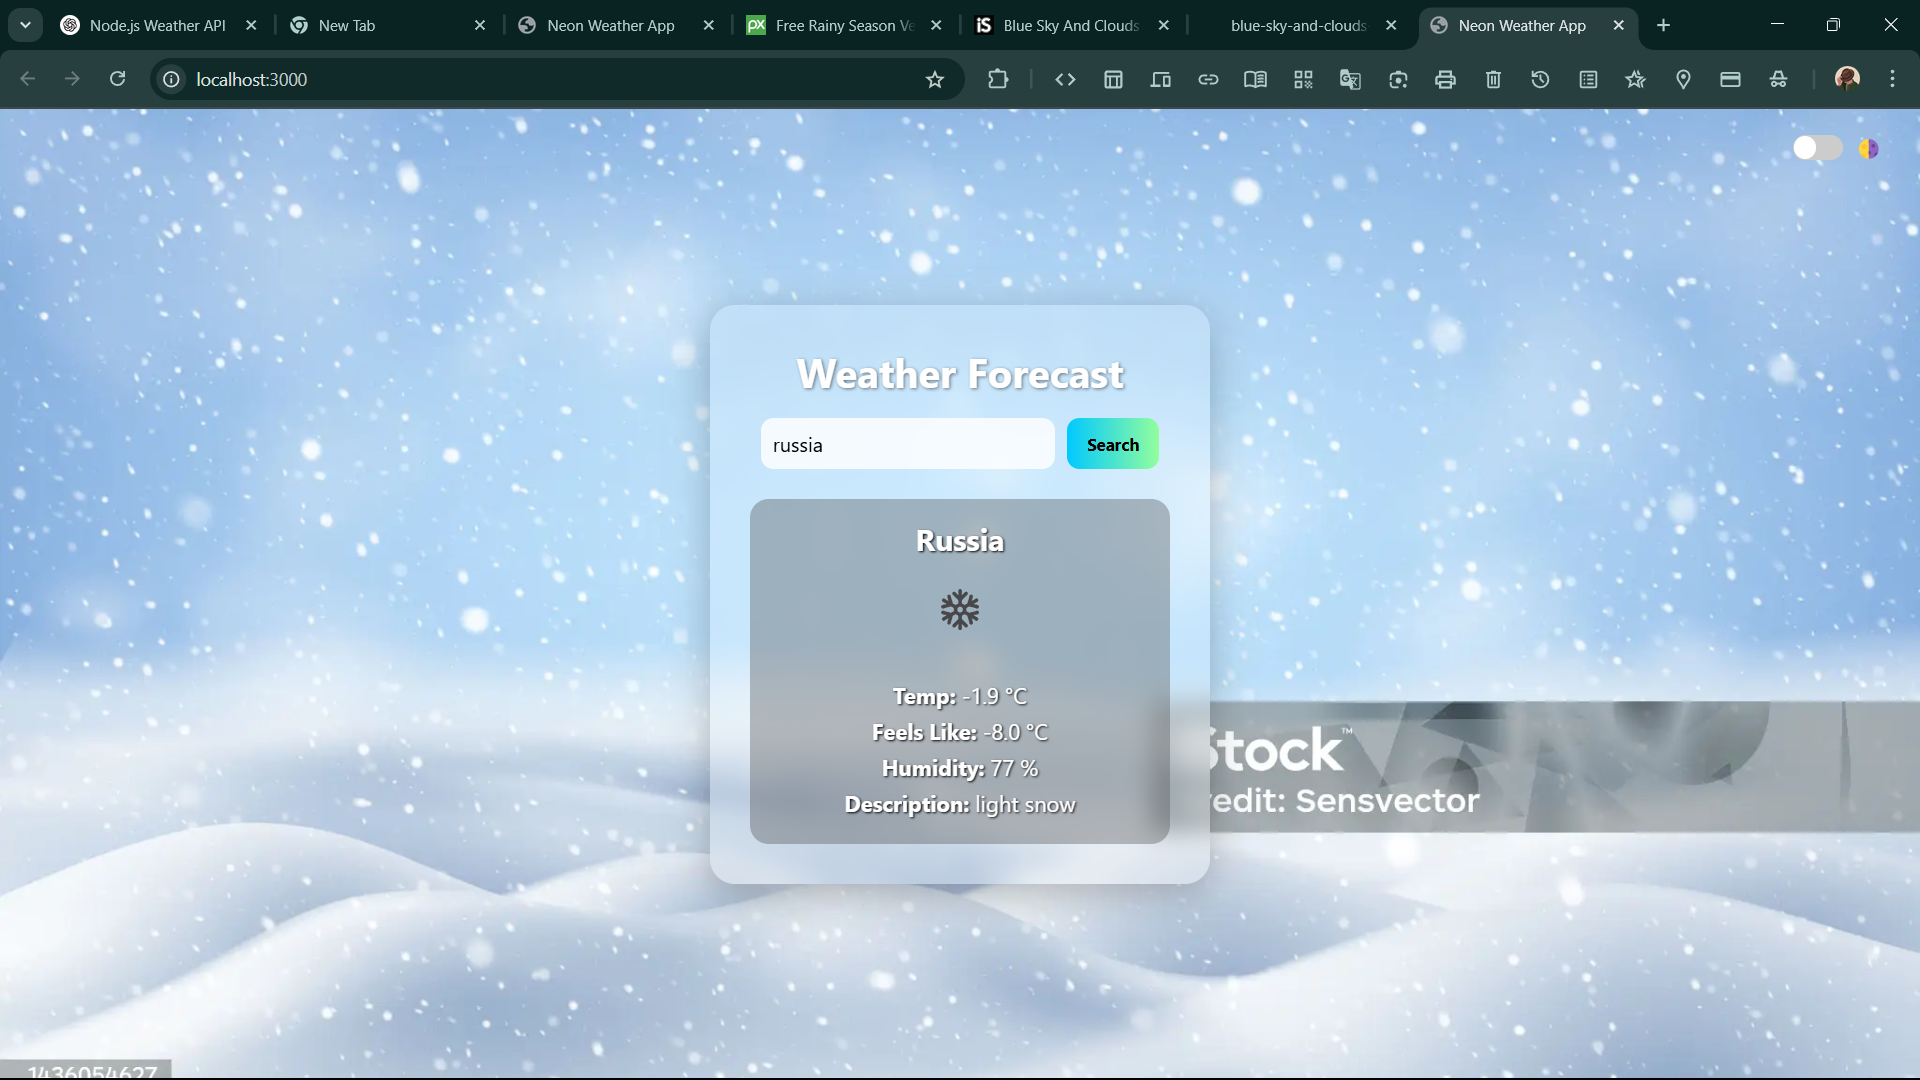 Node.js Weather API
New Tab
Neon Weather App
Free Rainy Season Ve
Blue Sky And Clouds
blue-sky-and-clouds-
Neon Weather App
localhost:3000
Weather Forecast
russia
Search
Russia
Temp: -1.9 °C
Feels Like: -8.0 °C
Humidity: 77 %
Description: light snow
Stock™
redit: Sensvector
1436054627